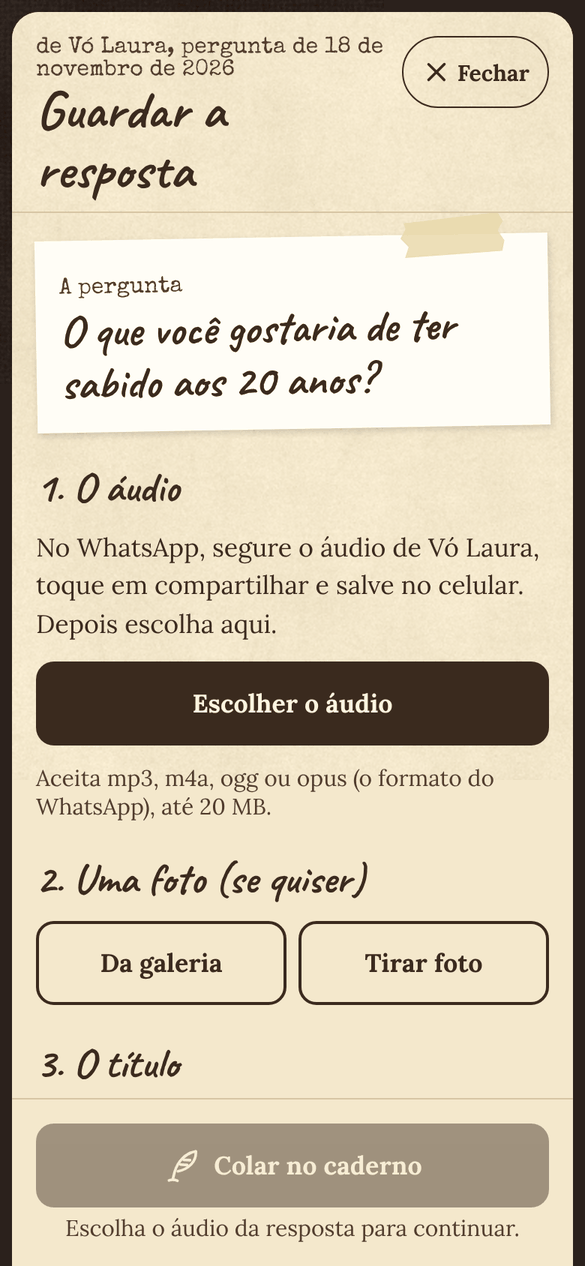 de Vó Laura, pergunta de 18 de
novembro de 2026
Fechar
Guardar a
resposta
A pergunta
O que você gostaria de ter
sabido aos 20 anos?
1. O áudio
No WhatsApp, segure o áudio de Vó Laura,
toque em compartilhar e salve no celular.
Depois escolha aqui.
Escolher o áudio
Aceita mp3, m4a, ogg ou opus (o formato do
WhatsApp), até 20 MB.
2. Uma foto (se quiser)
Da galeria
Tirar foto
3. O título
Colar no caderno
Escolha o áudio da resposta para continuar.